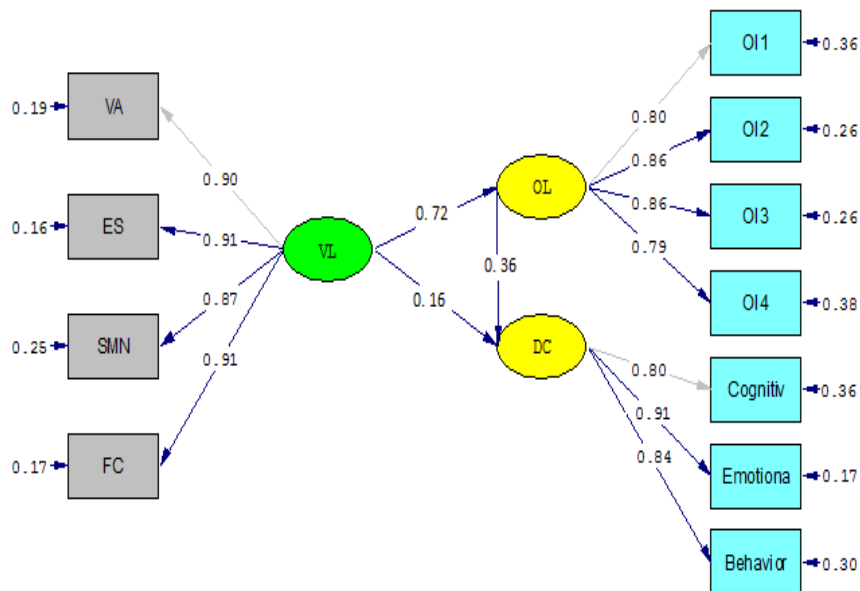 0.19
VA
0.90
0.16
ES
0.91
0.25
SMN
0.87
0.17
FC
0.91
VL
0.72
0.16
OL
0.36
DC
0.80
OI1
0.36
0.86
OI2
0.26
0.86
OI3
0.26
0.79
OI4
0.38
0.80
Cognitiv
0.36
0.91
Emotiona
0.17
0.84
Behavior
0.30